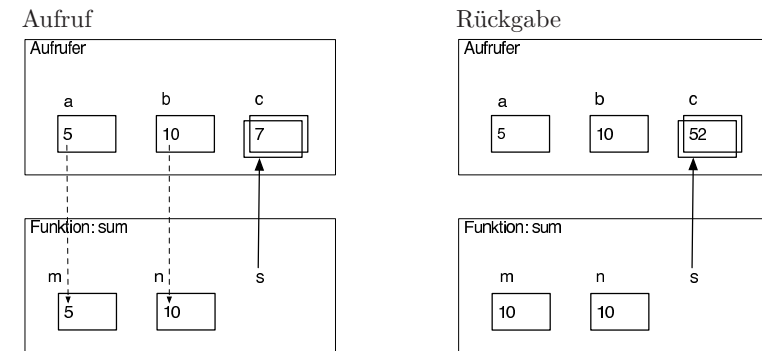 Aufruf
Aufrufer
a b c
5 10 7
Funktion: sum
m n s
5 10
Rückgabe
Aufrufer
a b c
5 10 52
Funktion: sum
m n s
10 10